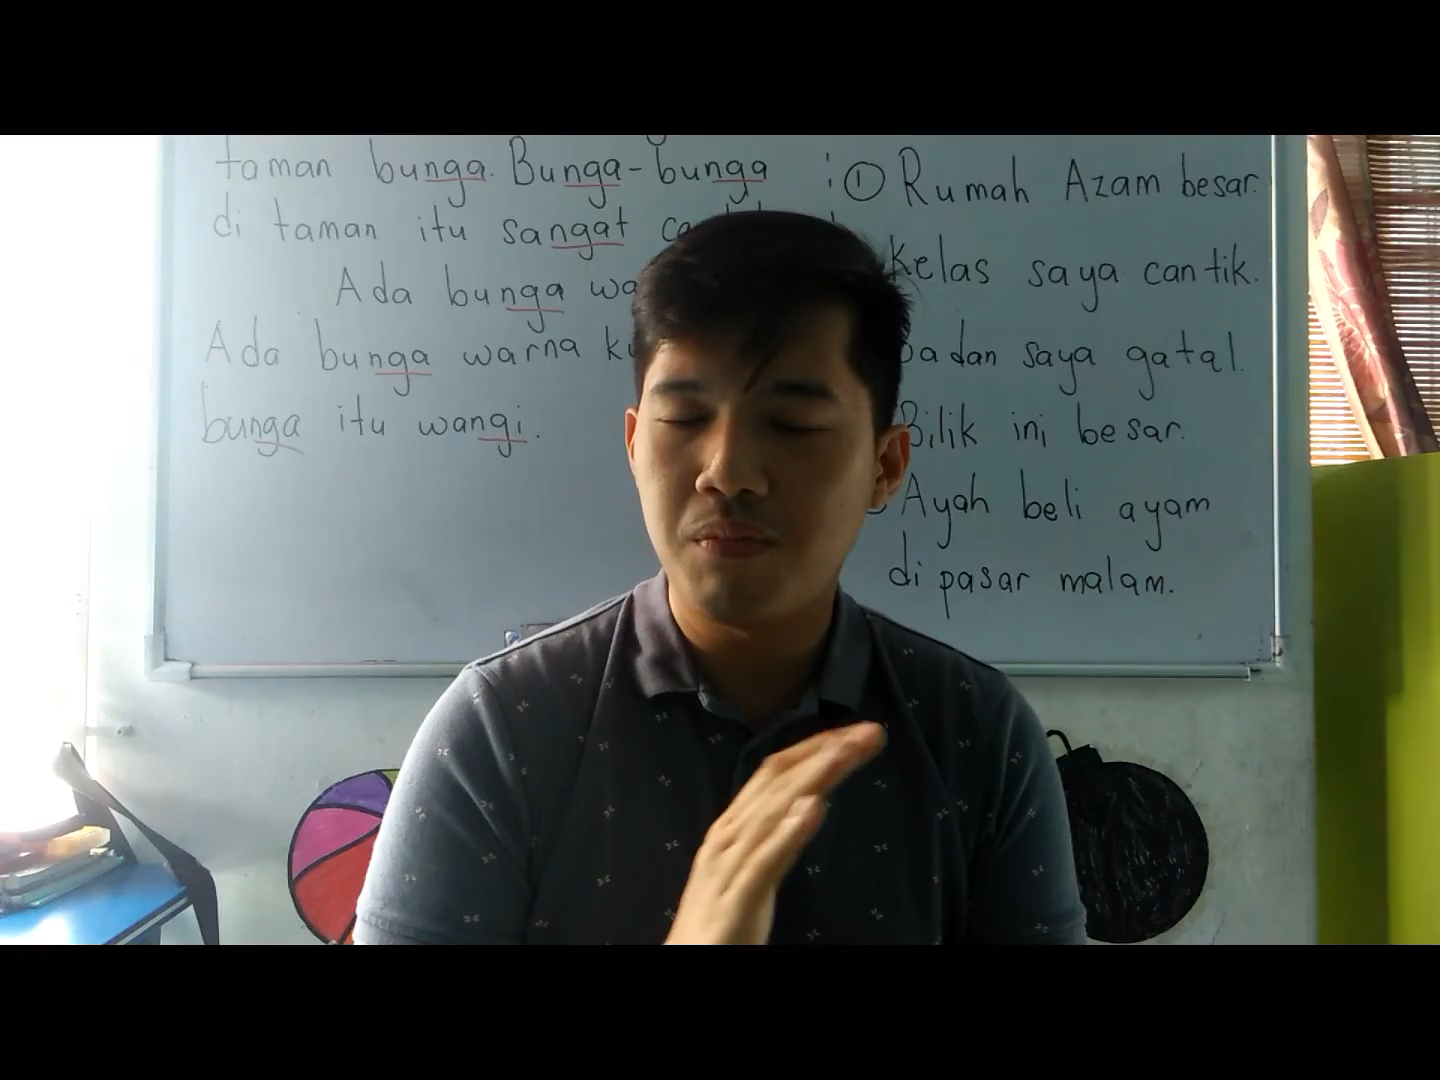 taman bunga. Bunga-bunga
di taman itu sangat
Ada bunga
Ada bunga warna
bunga itu wangi.
① Rumah Azam besar.
Kelas saya cantik.
Badan saya gatal.
Bilik ini besar.
Ayah beli ayam
di pasar malam.